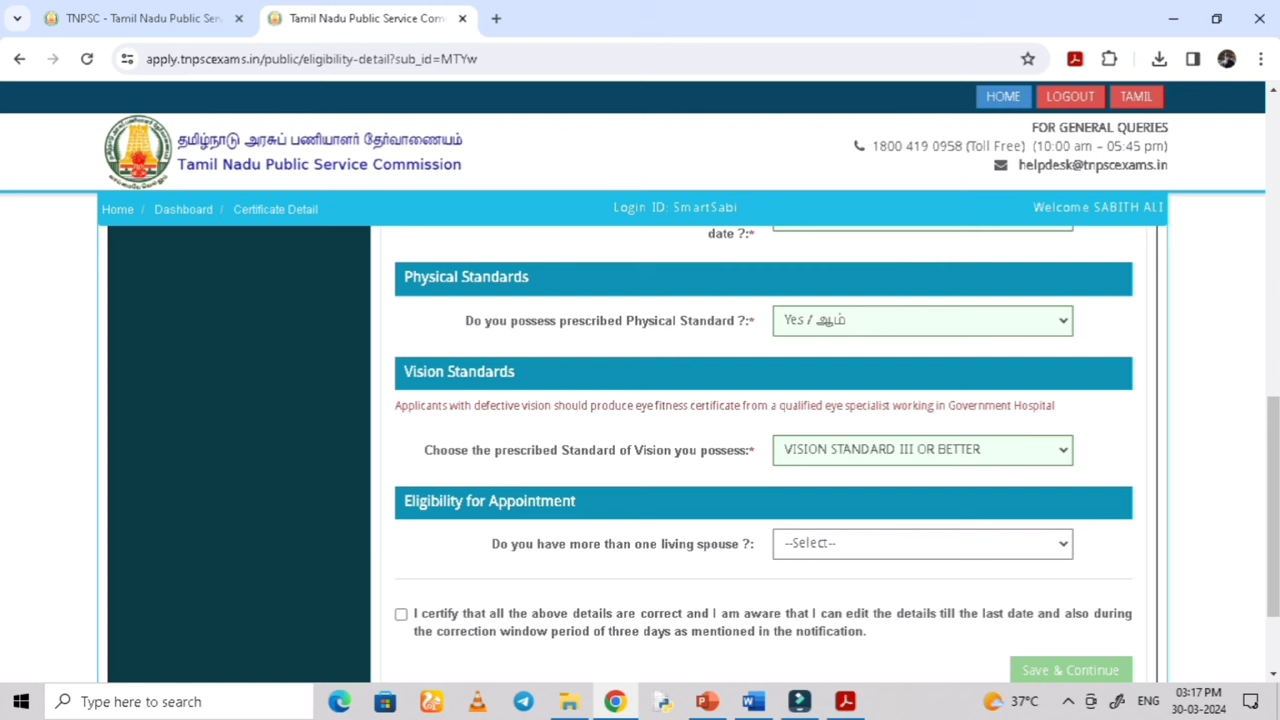 TNPSC - Tamil Nadu Public Ser
Tamil Nadu Public Service Com
apply.tnpscexams.in/public/eligibility-detail?sub_id=MTYw
HOME LOGOUT TAMIL
தமிழ்நாடு அரசுப் பணியாளர் தேர்வாணையம்
Tamil Nadu Public Service Commission
FOR GENERAL QUERIES
1800 419 0958 (Toll Free) (10:00 am – 05:45 pm)
helpdesk@tnpscexams.in
Home / Dashboard / Certificate Detail
Login ID: SmartSabi
Welcome SABITH ALI
date ?:*
Physical Standards
Do you possess prescribed Physical Standard ?:* Yes / ஆம்
Vision Standards
Applicants with defective vision should produce eye fitness certificate from a qualified eye specialist working in Government Hospital
Choose the prescribed Standard of Vision you possess:* VISION STANDARD III OR BETTER
Eligibility for Appointment
Do you have more than one living spouse ?: --Select--
I certify that all the above details are correct and I am aware that I can edit the details till the last date and also during
the correction window period of three days as mentioned in the notification.
Save & Continue
Type here to search
37°C
ENG
03:17 PM
30-03-2024